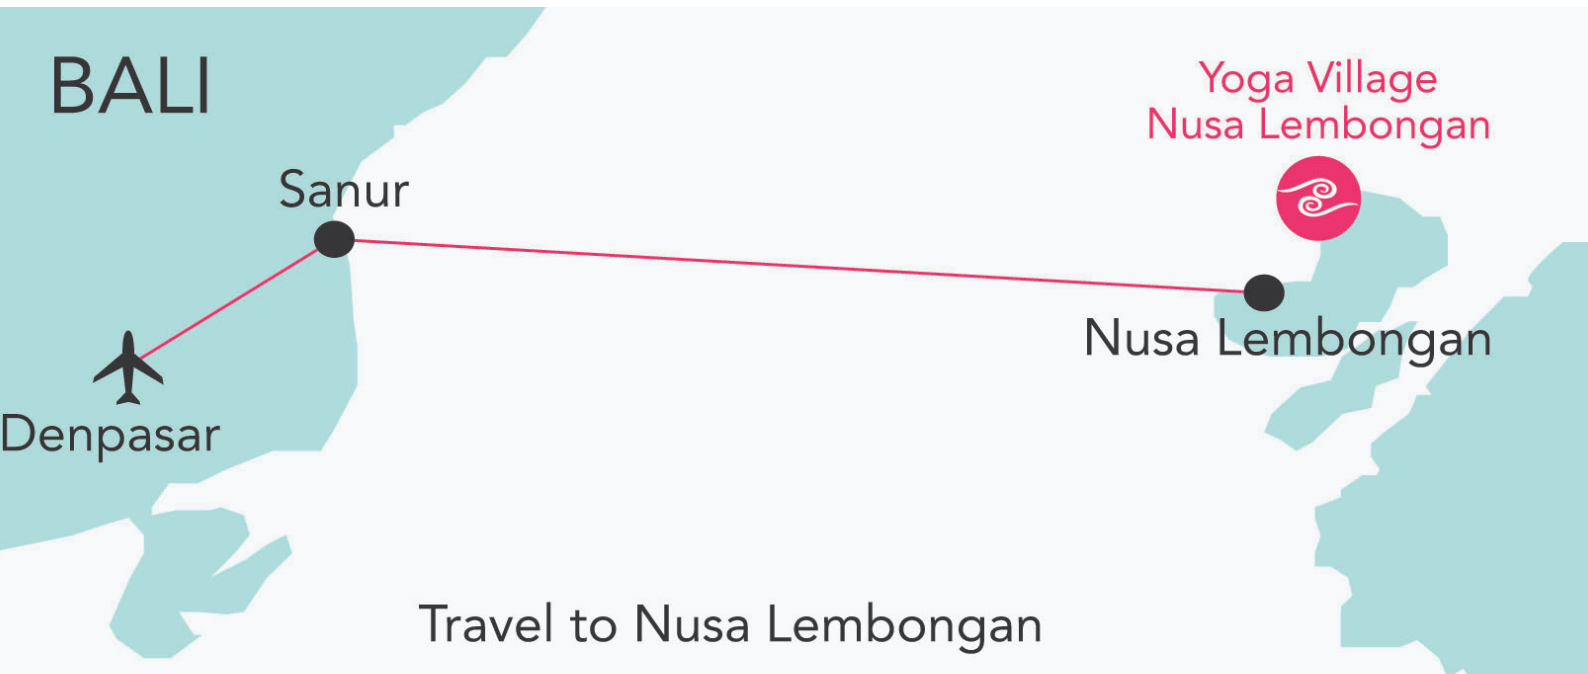 BALI
Yoga Village
Nusa Lembongan
Sanur
Nusa Lembongan
Denpasar
Travel to Nusa Lembongan